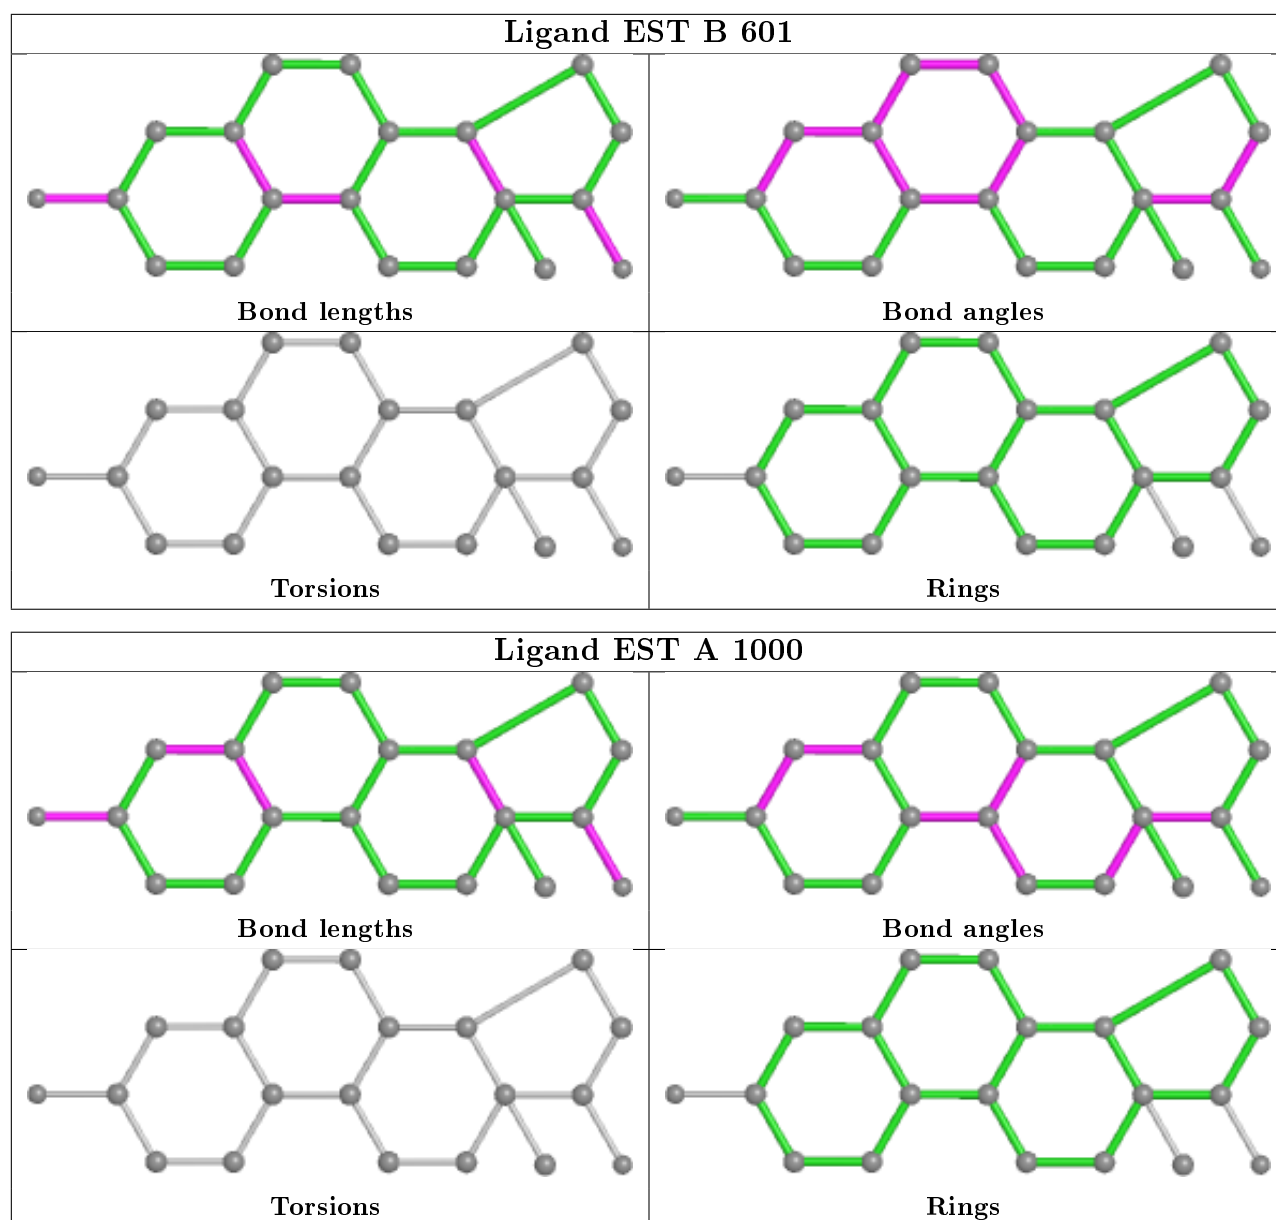 Ligand EST B 601
Bond lengths
Bond angles
Torsions
Rings
Ligand EST A 1000
Bond lengths
Bond angles
Torsions
Rings